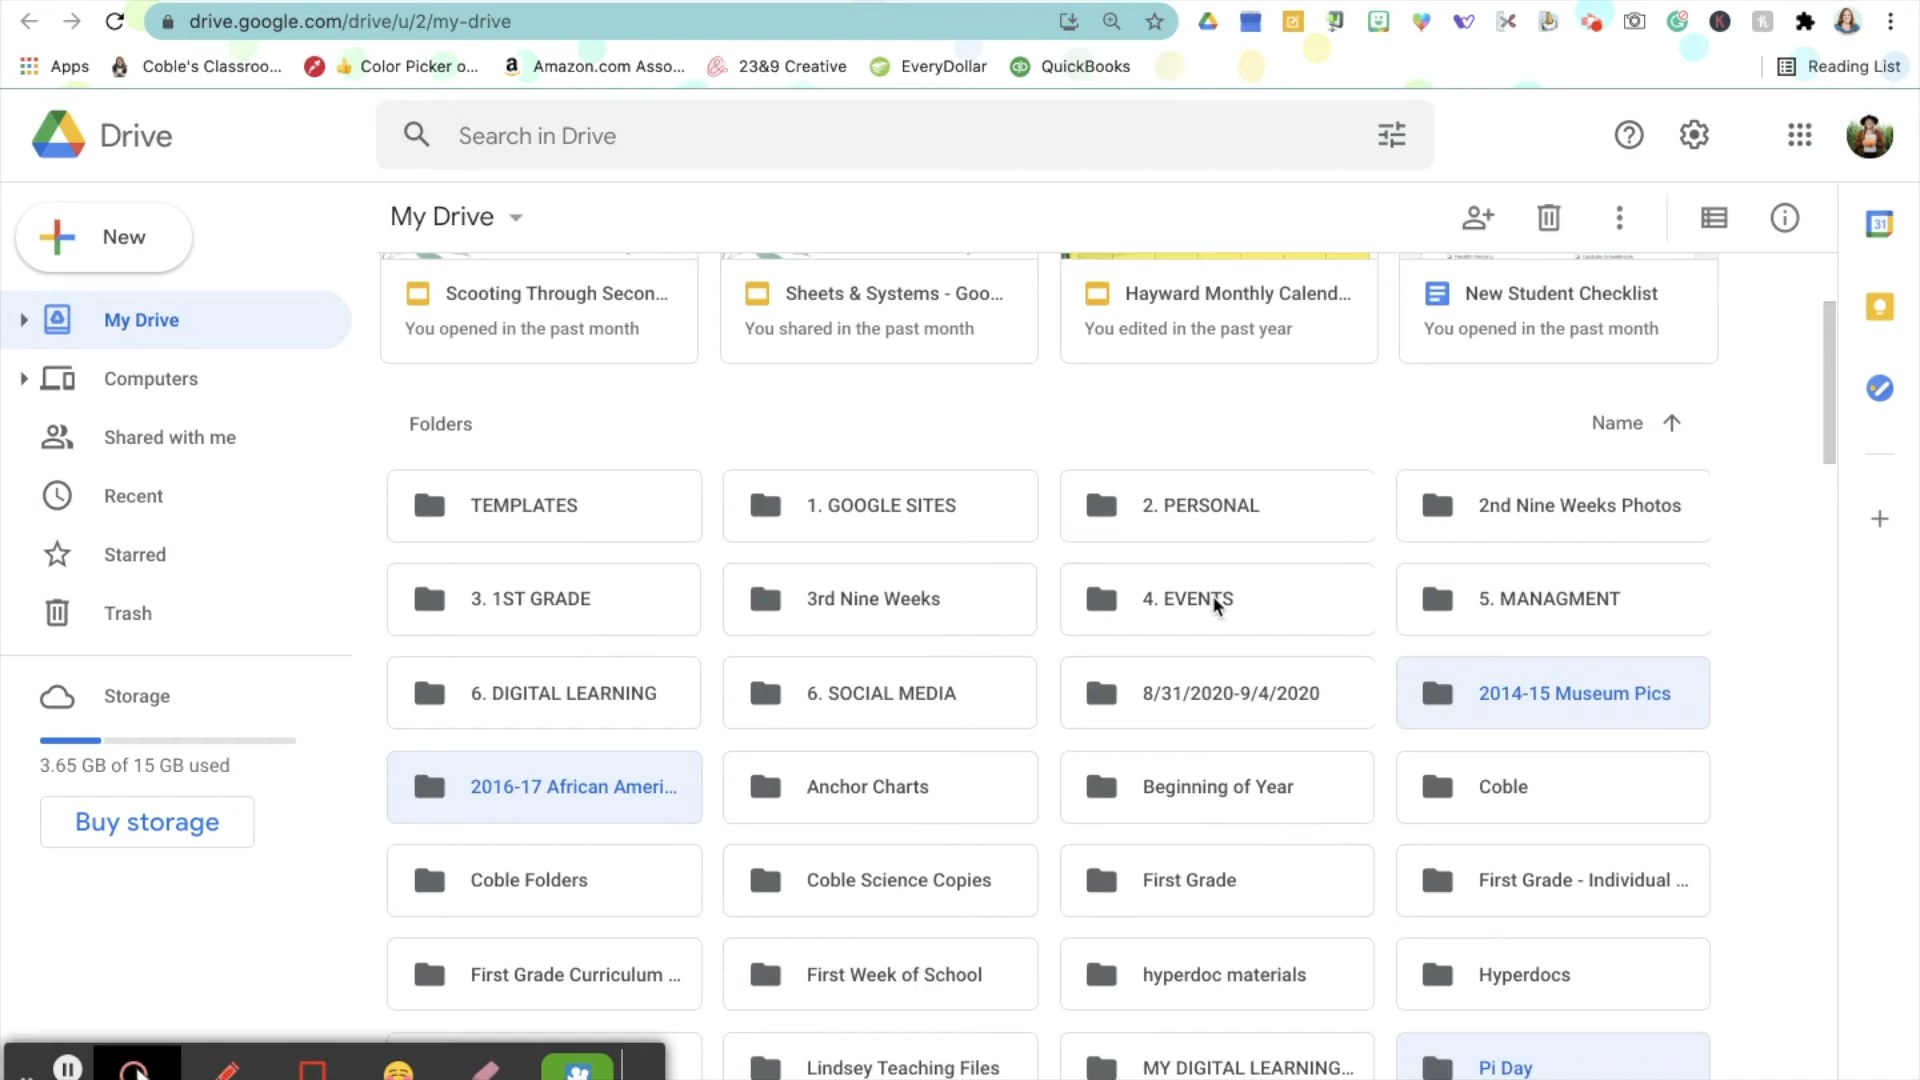 drive.google.com/drive/u/2/my-drive
Apps
Coble's Classroo...
Color Picker o...
Amazon.com Asso...
23&9 Creative
EveryDollar
QuickBooks
Reading List
Drive
Search in Drive
New
My Drive
31
Scooting Through Secon...
Sheets & Systems - Goo...
Hayward Monthly Calend...
New Student Checklist
You opened in the past month
You shared in the past month
You edited in the past year
You opened in the past month
My Drive
Computers
Shared with me
Recent
Starred
Trash
Storage
3.65 GB of 15 GB used
Buy storage
Folders
Name
TEMPLATES
1. GOOGLE SITES
2. PERSONAL
2nd Nine Weeks Photos
3. 1ST GRADE
3rd Nine Weeks
4. EVENTS
5. MANAGMENT
6. DIGITAL LEARNING
6. SOCIAL MEDIA
8/31/2020-9/4/2020
2014-15 Museum Pics
2016-17 African Ameri...
Anchor Charts
Beginning of Year
Coble
Coble Folders
Coble Science Copies
First Grade
First Grade - Individual ...
First Grade Curriculum ...
First Week of School
hyperdoc materials
Hyperdocs
Lindsey Teaching Files
MY DIGITAL LEARNING...
Pi Day